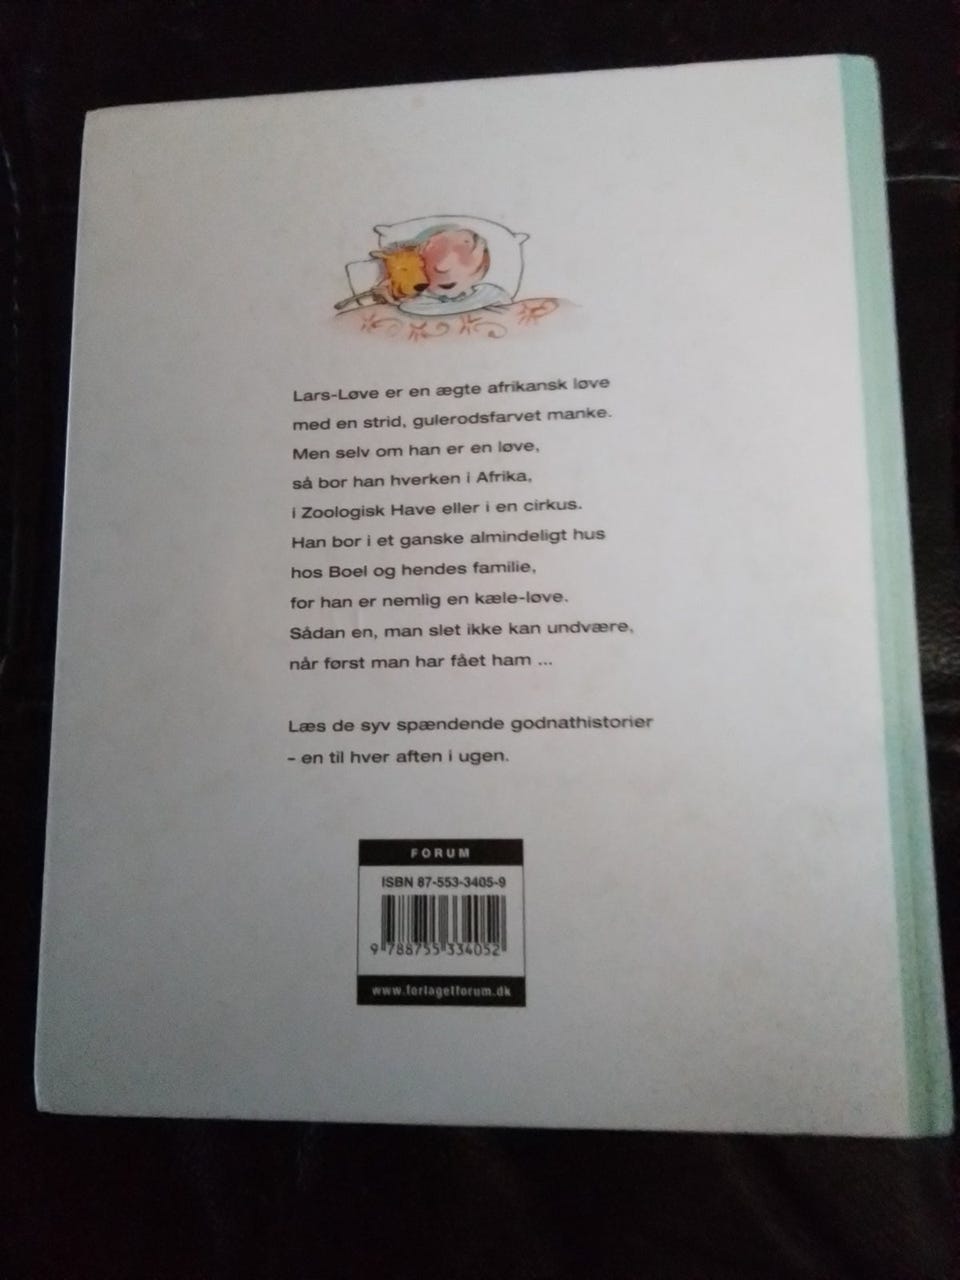 Lars-Løve er en ægte afrikansk løve
med en strid, gulerodsfarvet manke.
Men selv om han er en løve,
så bor han hverken i Afrika,
i Zoologisk Have eller i en cirkus.
Han bor i et ganske almindeligt hus
hos Boel og hendes familie,
for han er nemlig en kæle-løve.
Sådan en, man slet ikke kan undvære,
når først man har fået ham ...
Læs de syv spændende godnathistorier
– en til hver aften i ugen.
FORUM
ISBN 87-553-3405-9
9 788755 334052
www.forlagetforum.dk